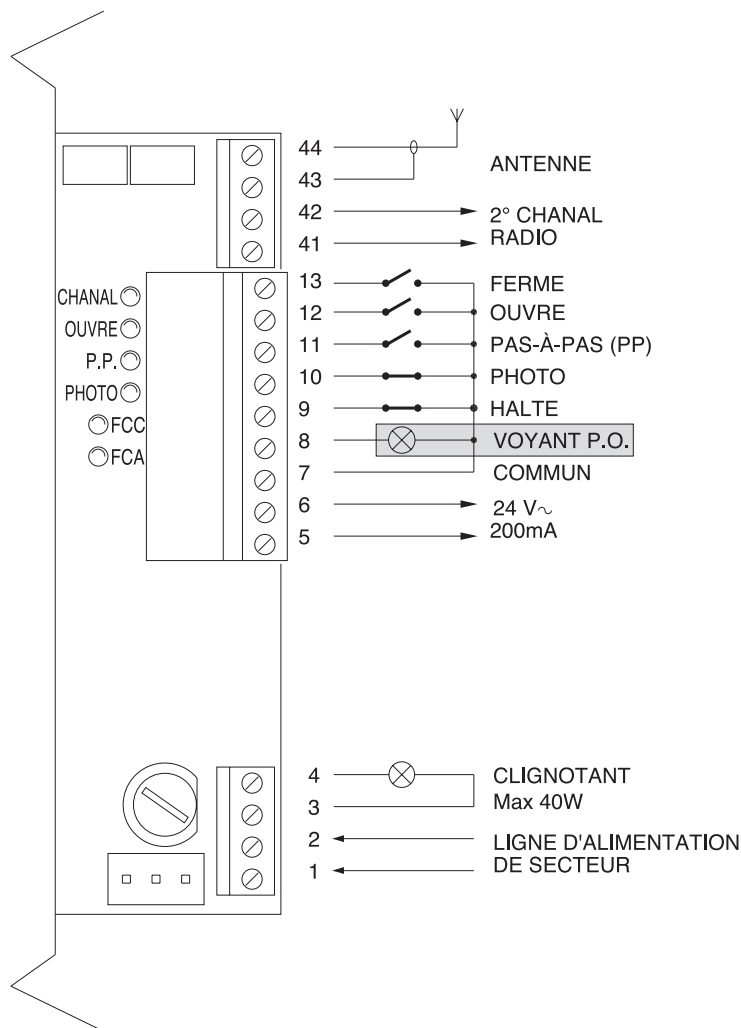 44
43
ANTENNE
42
2° CHANAL
41
RADIO
CHANAL
13
FERME
OUVRE
12
OUVRE
P.P.
11
PAS-À-PAS (PP)
PHOTO
10
PHOTO
FCC
9
HALTE
FCA
8
VOYANT P.O.
7
COMMUN
6
24 V~
5
200mA
4
CLIGNOTANT
3
Max 40W
2
LIGNE D'ALIMENTATION
1
DE SECTEUR